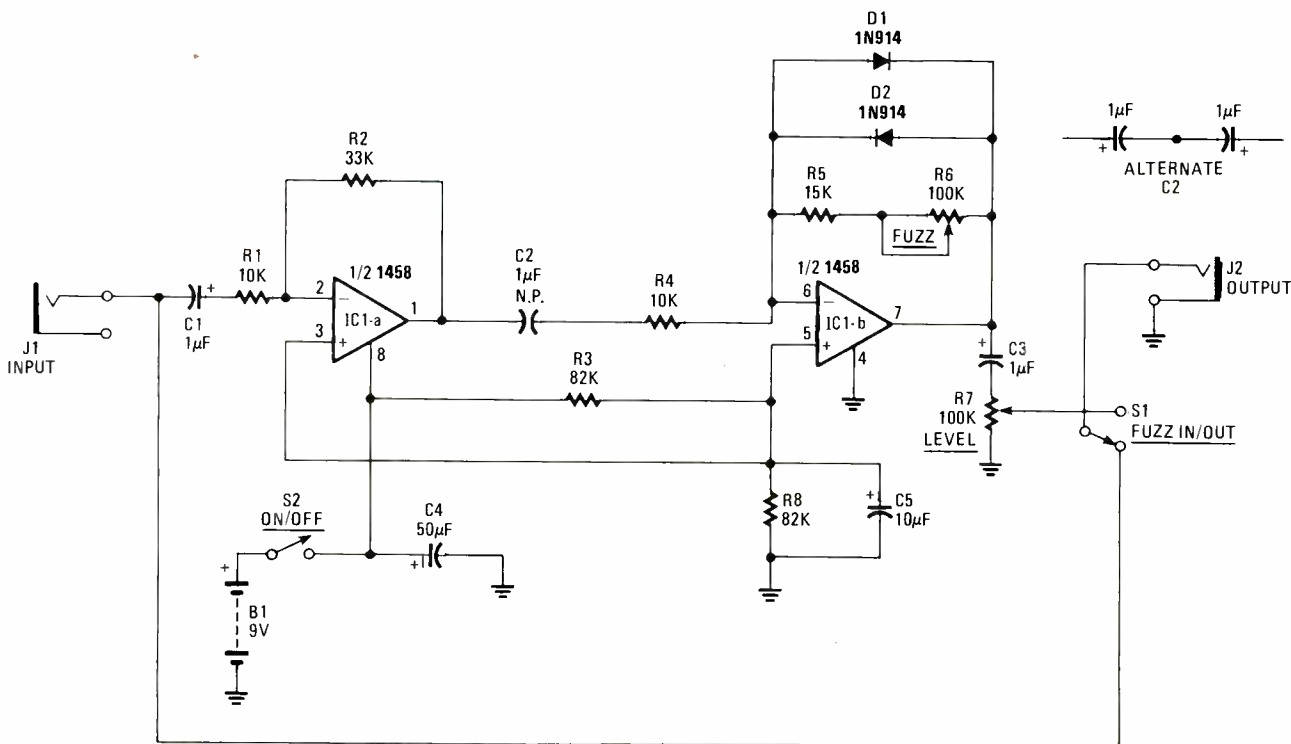 D1
1N914
D2
1N914
R2
33K
R5
15K
R6
100K
FUZZ
1µF
1µF
+
+
ALTERNATE
C2
R1
10K
+
C1
1µF
J1
INPUT
1/2 1458
2
−
3
+
IC1-a
1
8
C2
1µF
N.P.
R4
10K
R3
82K
1/2 1458
6
−
5
+
IC1-b
7
4
+
C3
1µF
R7
100K
LEVEL
J2
OUTPUT
S1
FUZZ IN/OUT
S2
ON/OFF
C4
50µF
+
R8
82K
+
C5
10µF
+
B1
9V